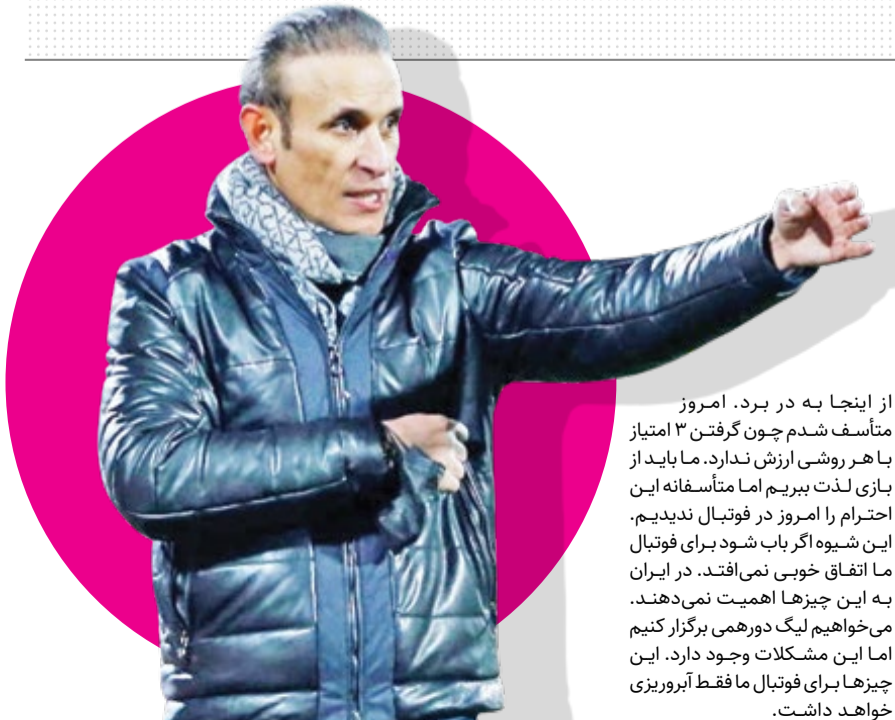 از اینجا به در برد. امروز
متأسف شدم چون گرفتن ۳ امتیاز
با هر روشی ارزش ندارد. ما باید از
بازی لذت ببریم اما متأسفانه این
احترام را امروز در فوتبال ندیدیم.
این شیوه اگر باب شود برای فوتبال
ما اتفاق خوبی نمی‌افتد. در ایران
به این چیزها اهمیت نمی‌دهند.
می‌خواهیم لیگ دورهمی برگزار کنیم
اما این مشکلات وجود دارد. این
چیزها برای فوتبال ما فقط آبروریزی
خواهد داشت.